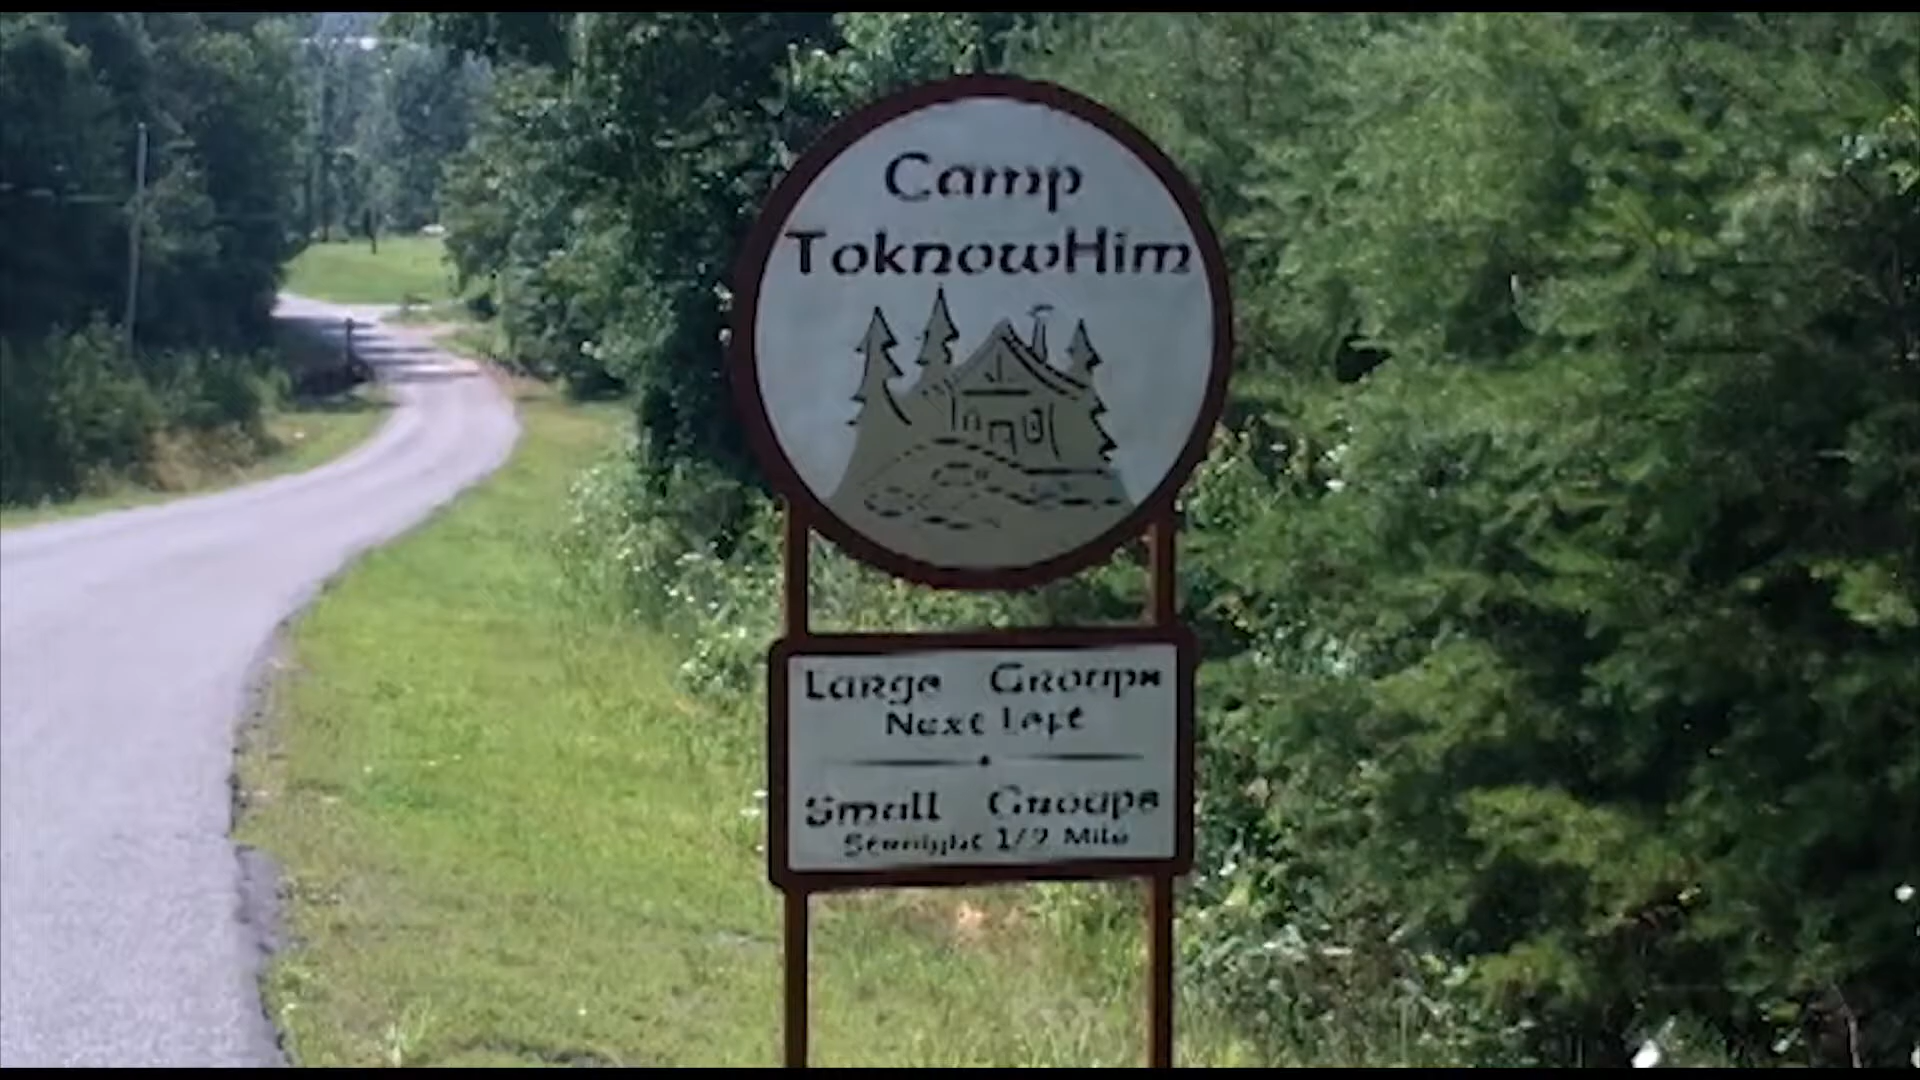 Camp
ToknowHim
Large Groups
Next Left
Small Groups
Straight 1/2 Mile